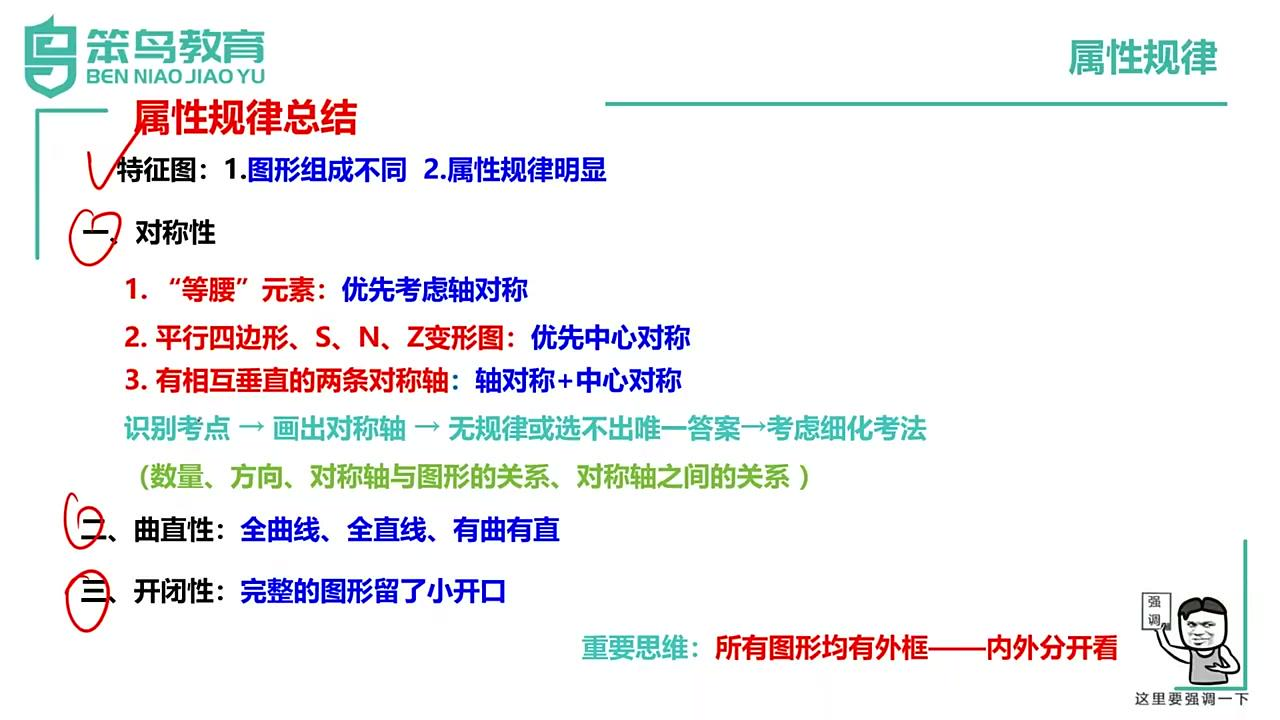 笨鸟教育
BEN NIAO JIAO YU
属性规律
属性规律总结
特征图：1.图形组成不同 2.属性规律明显
一、对称性
1. “等腰”元素：优先考虑轴对称
2. 平行四边形、S、N、Z变形图：优先中心对称
3. 有相互垂直的两条对称轴：轴对称+中心对称
识别考点 → 画出对称轴 → 无规律或选不出唯一答案→考虑细化考法
（数量、方向、对称轴与图形的关系、对称轴之间的关系 ）
二、曲直性：全曲线、全直线、有曲有直
三、开闭性：完整的图形留了小开口
重要思维：所有图形均有外框——内外分开看
强
调
这里要强调一下